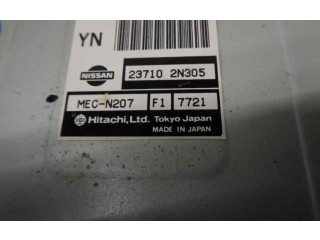 YN
NISSAN 23710 2N305
MEC-N207 F1 7721
Hitachi, Ltd. Tokyo Japan
MADE IN JAPAN